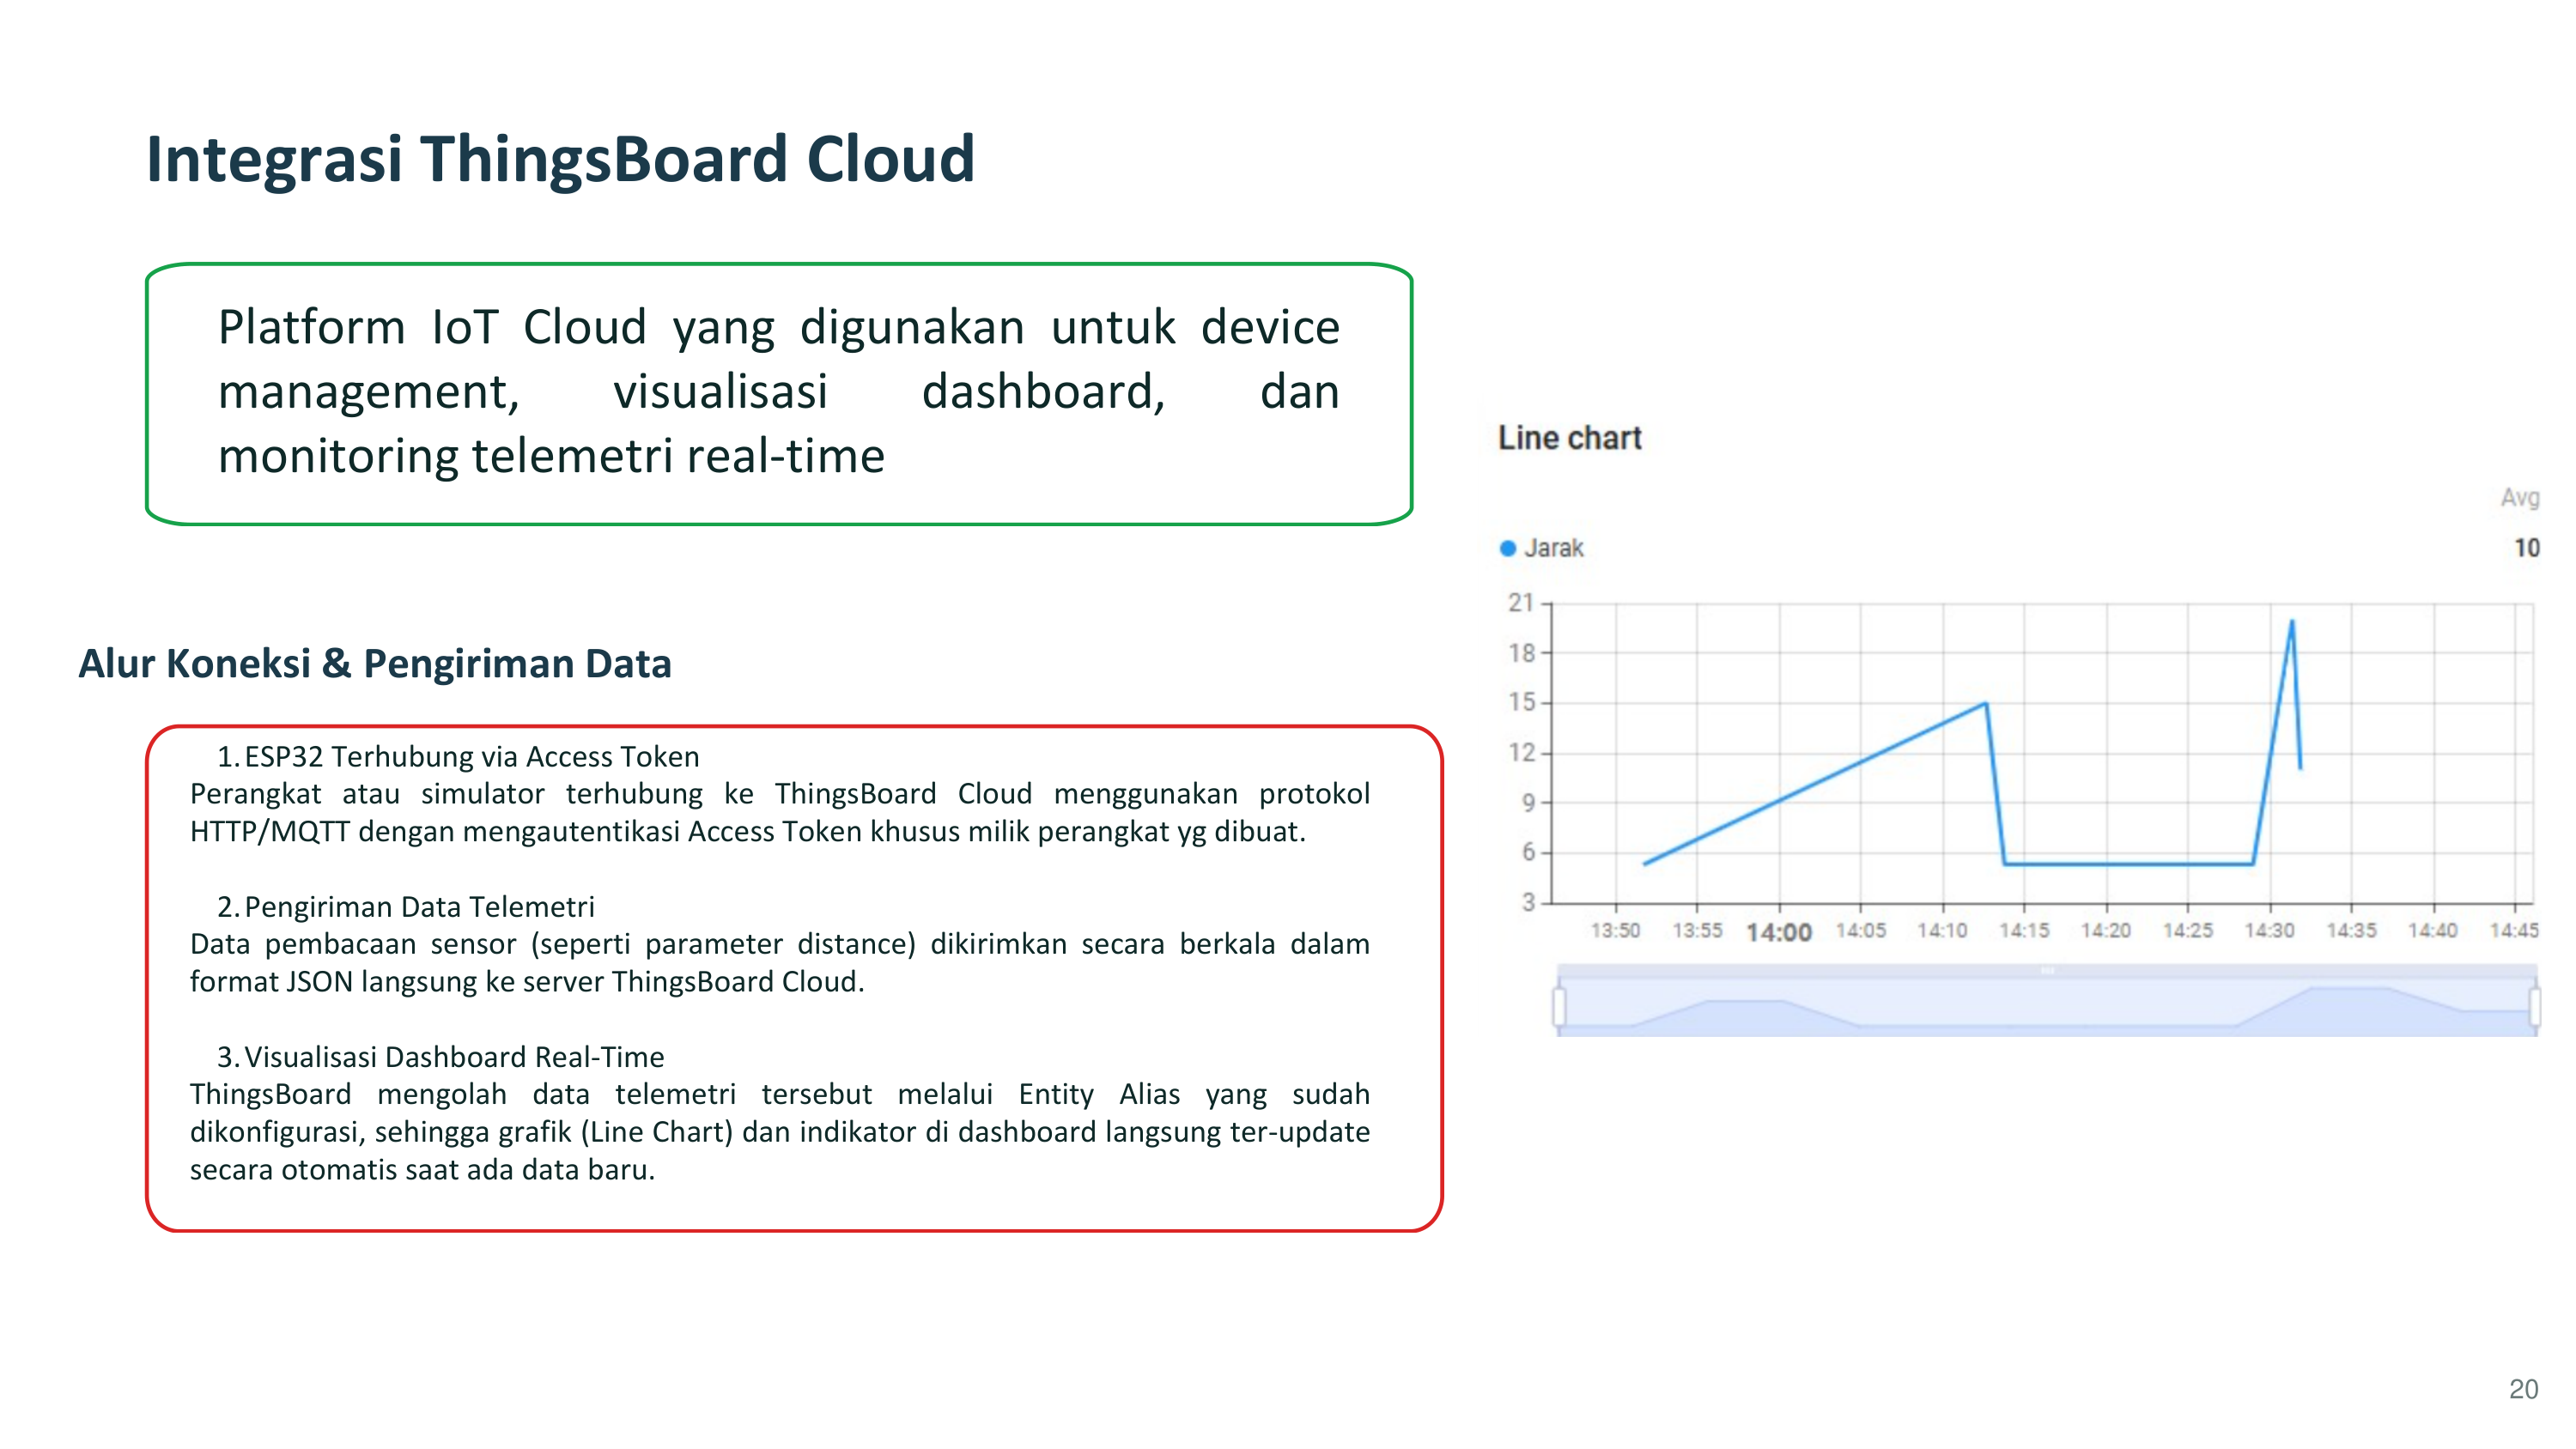 Integrasi ThingsBoard Cloud
Platform IoT Cloud yang digunakan untuk device
management, visualisasi dashboard, dan
monitoring telemetri real-time
Alur Koneksi & Pengiriman Data
1. ESP32 Terhubung via Access Token
Perangkat atau simulator terhubung ke ThingsBoard Cloud menggunakan protokol
HTTP/MQTT dengan mengautentikasi Access Token khusus milik perangkat yg dibuat.
2. Pengiriman Data Telemetri
Data pembacaan sensor (seperti parameter distance) dikirimkan secara berkala dalam
format JSON langsung ke server ThingsBoard Cloud.
3. Visualisasi Dashboard Real-Time
ThingsBoard mengolah data telemetri tersebut melalui Entity Alias yang sudah
dikonfigurasi, sehingga grafik (Line Chart) dan indikator di dashboard langsung ter-update
secara otomatis saat ada data baru.
Line chart
Avg
Jarak 10
21
18
15
12
9
6
3
13:50 13:55 14:00 14:05 14:10 14:15 14:20 14:25 14:30 14:35 14:40 14:45
20